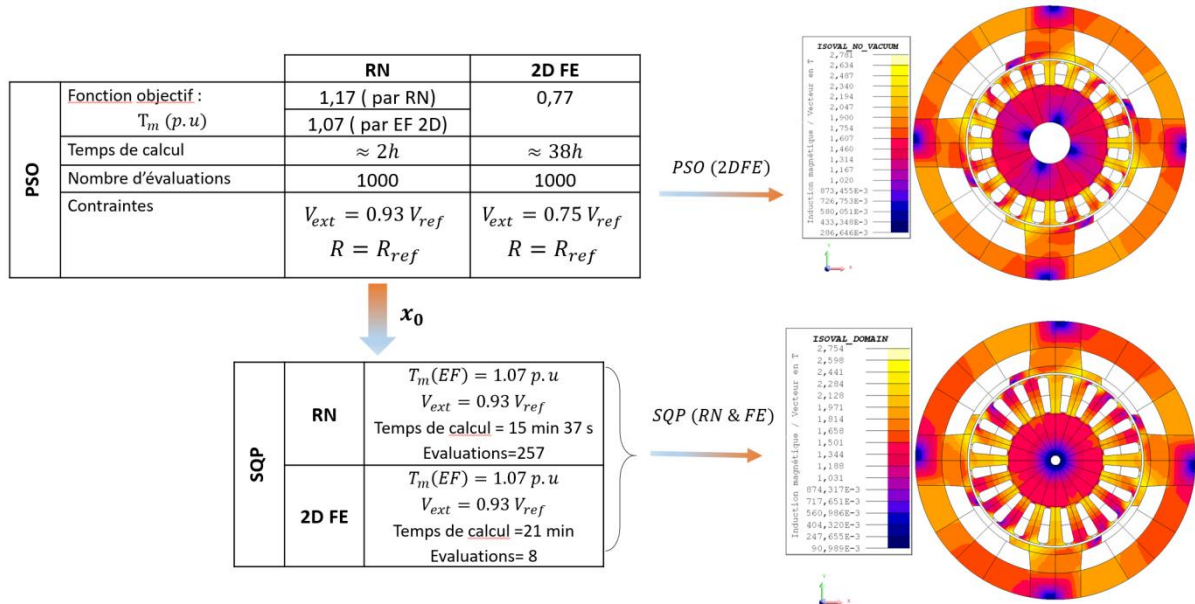 RN
2D FE
PSO
Fonction objectif :
T_m (p.u)
1,17 ( par RN)
1,07 ( par EF 2D)
0,77
Temps de calcul
≈ 2h
≈ 38h
Nombre d'évaluations
1000
1000
Contraintes
V_ext = 0.93 V_ref
R = R_ref
V_ext = 0.75 V_ref
R = R_ref
PSO (2DFE)
ISOVAL_NO_VACUUM
Induction magnétique / Vecteur en T
2,781
2,634
2,487
2,340
2,194
2,047
1,900
1,754
1,607
1,460
1,314
1,167
1,020
873,455E-3
726,753E-3
580,051E-3
433,348E-3
286,646E-3
x_0
SQP
RN
T_m(EF) = 1.07 p.u
V_ext = 0.93 V_ref
Temps de calcul = 15 min 37 s
Evaluations=257
2D FE
T_m(EF) = 1.07 p.u
V_ext = 0.93 V_ref
Temps de calcul =21 min
Evaluations= 8
SQP (RN & FE)
ISOVAL_DOMAIN
Induction magnétique / Vecteur en T
2,754
2,598
2,441
2,284
2,128
1,971
1,814
1,658
1,501
1,344
1,188
1,031
874,317E-3
717,651E-3
560,986E-3
404,320E-3
247,655E-3
90,989E-3